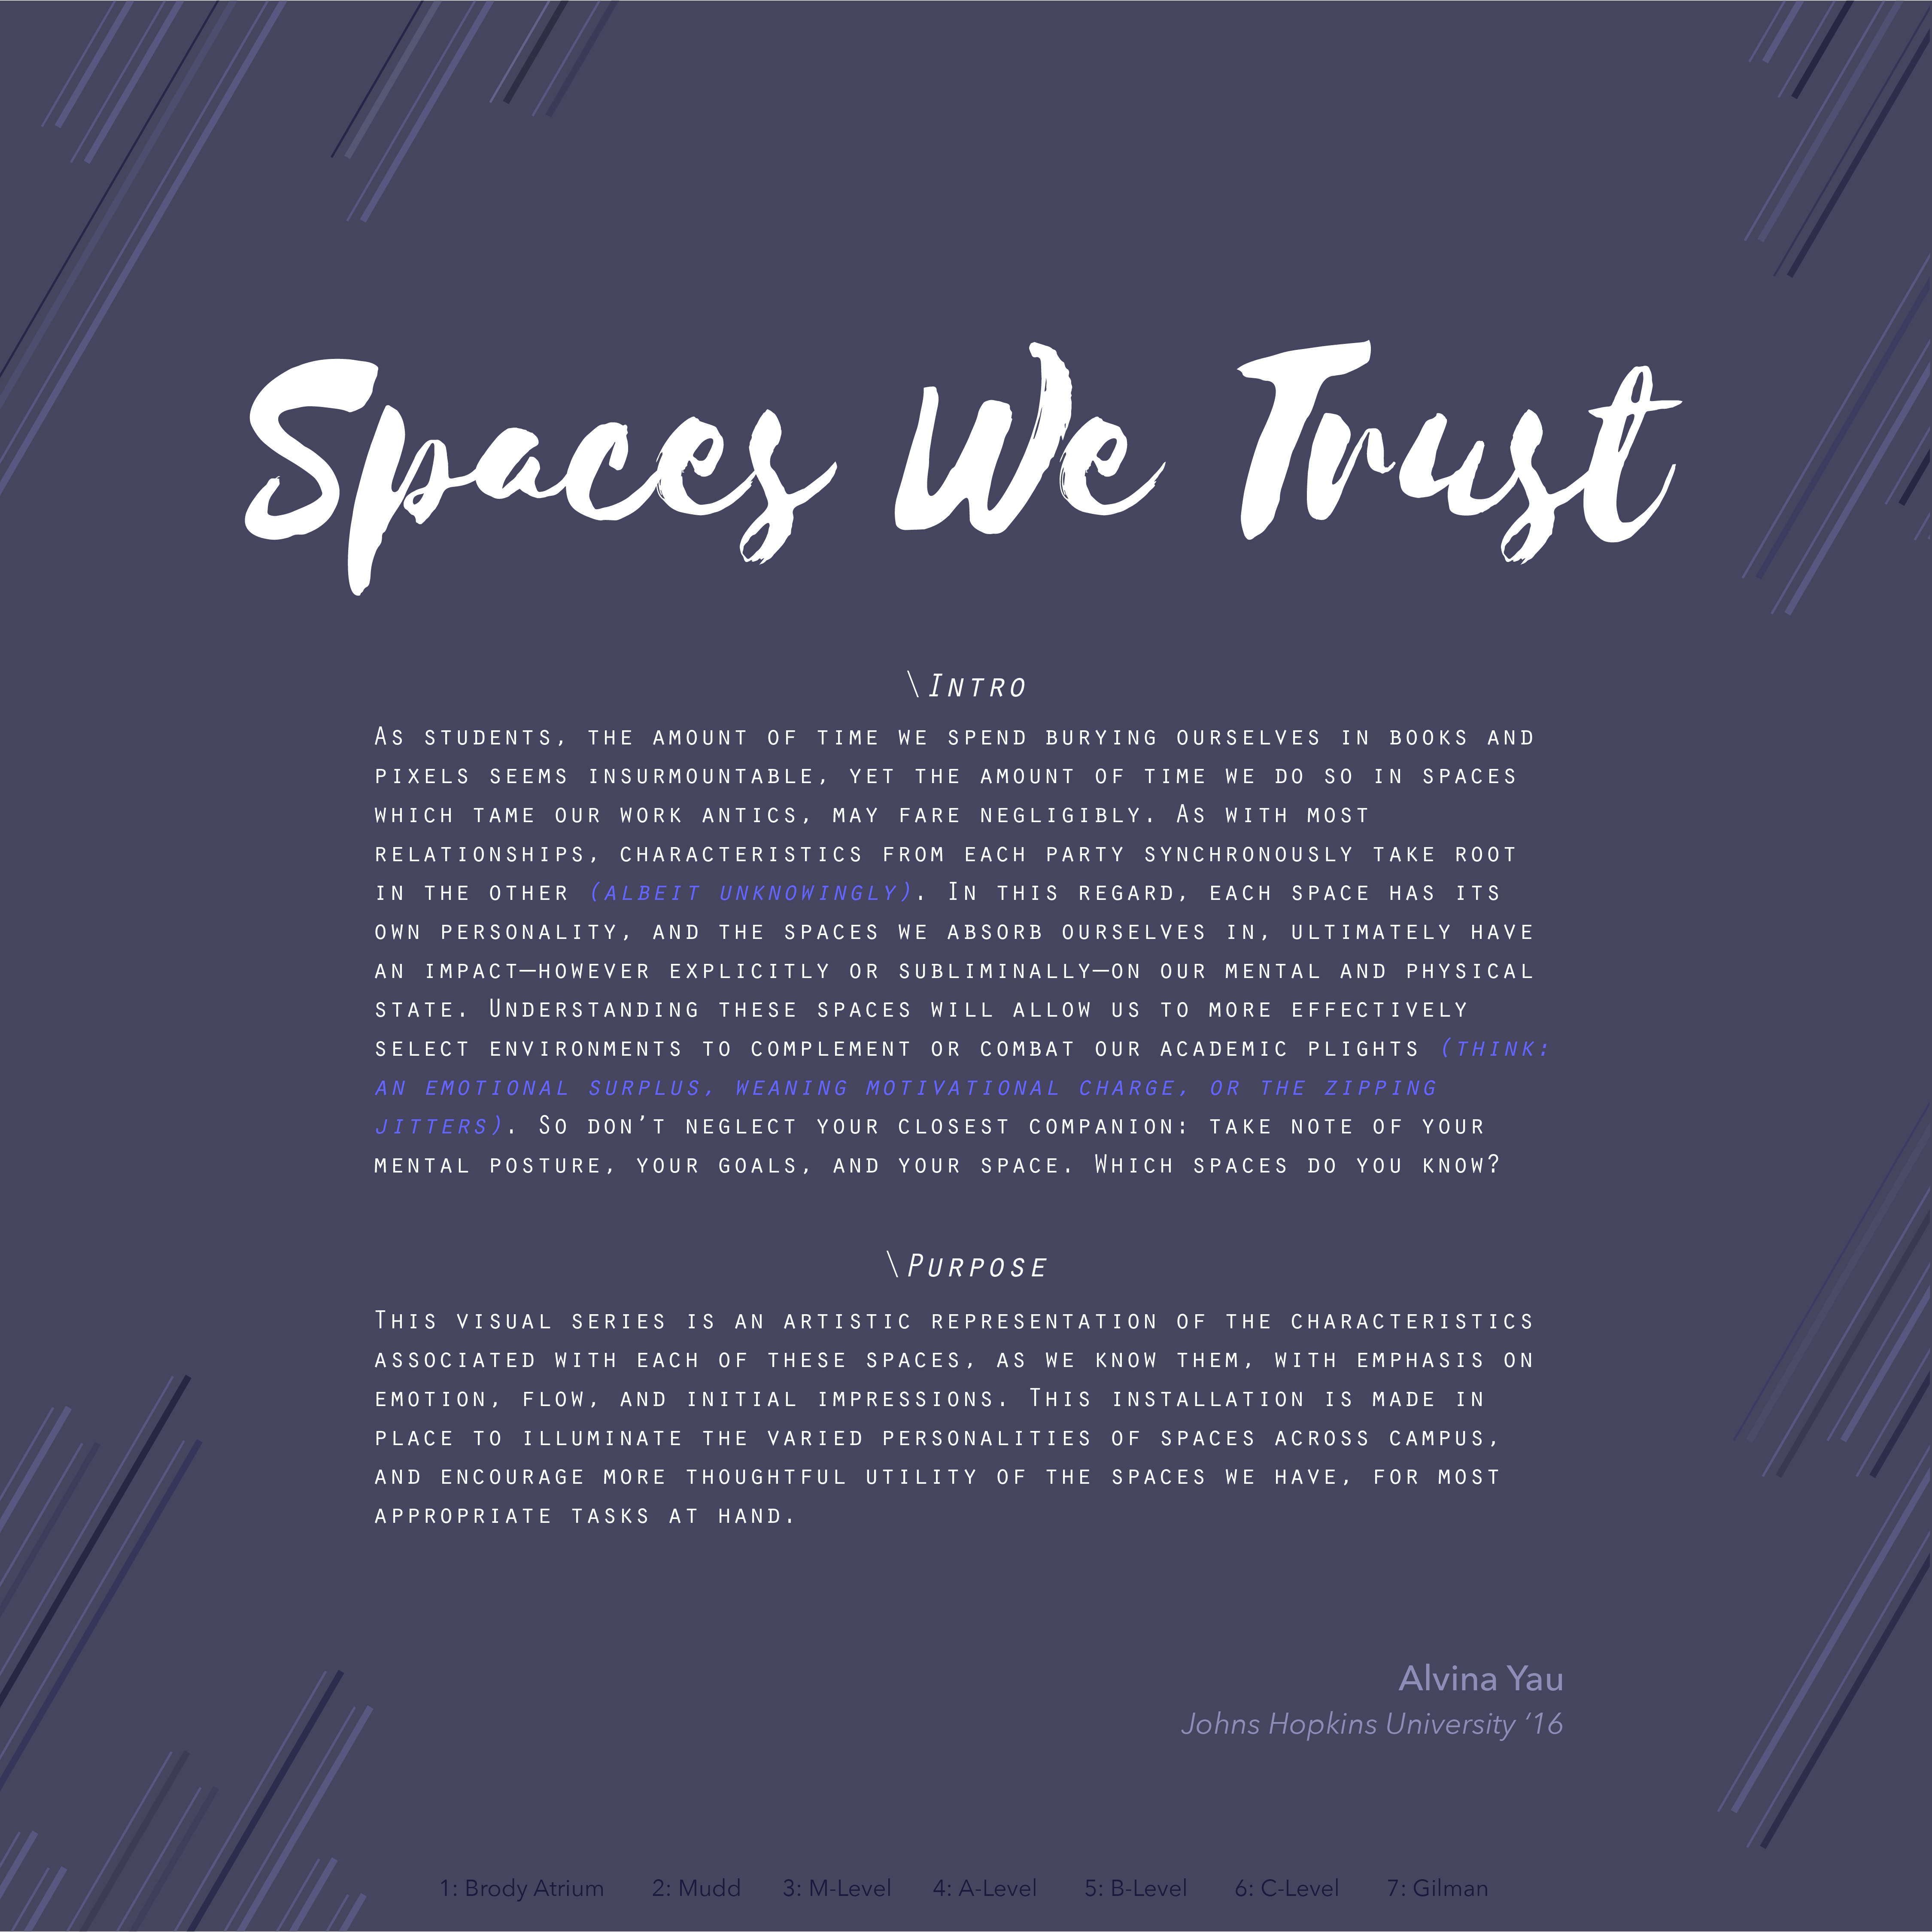 Spaces We Trust
\Intro
As students, the amount of time we spend burying ourselves in books and
pixels seems insurmountable, yet the amount of time we do so in spaces
which tame our work antics, may fare negligibly. As with most
relationships, characteristics from each party synchronously take root
in the other (albeit unknowingly). In this regard, each space has its
own personality, and the spaces we absorb ourselves in, ultimately have
an impact—however explicitly or subliminally—on our mental and physical
state. Understanding these spaces will allow us to more effectively
select environments to complement or combat our academic plights (think:
an emotional surplus, weaning motivational charge, or the zipping
jitters). So don’t neglect your closest companion: take note of your
mental posture, your goals, and your space. Which spaces do you know?
\Purpose
This visual series is an artistic representation of the characteristics
associated with each of these spaces, as we know them, with emphasis on
emotion, flow, and initial impressions. This installation is made in
place to illuminate the varied personalities of spaces across campus,
and encourage more thoughtful utility of the spaces we have, for most
appropriate tasks at hand.
Alvina Yau
Johns Hopkins University ‘16
1: Brody Atrium 2: Mudd 3: M-Level 4: A-Level 5: B-Level 6: C-Level 7: Gilman